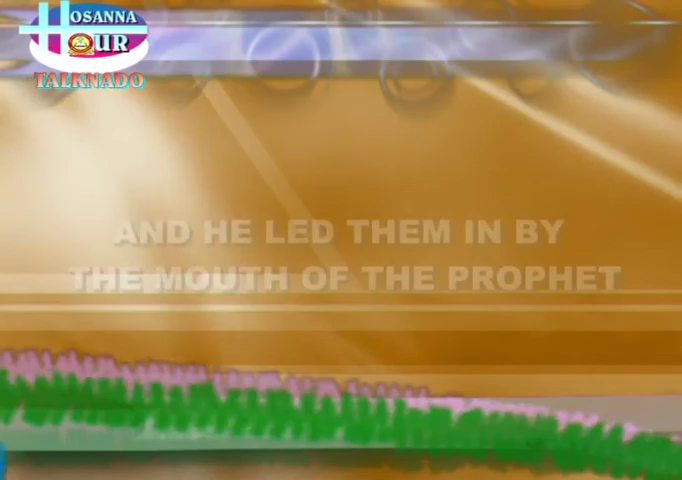 HOSANNA
HOUR
TALKNADO
AND HE LED THEM IN BY
THE MOUTH OF THE PROPHET